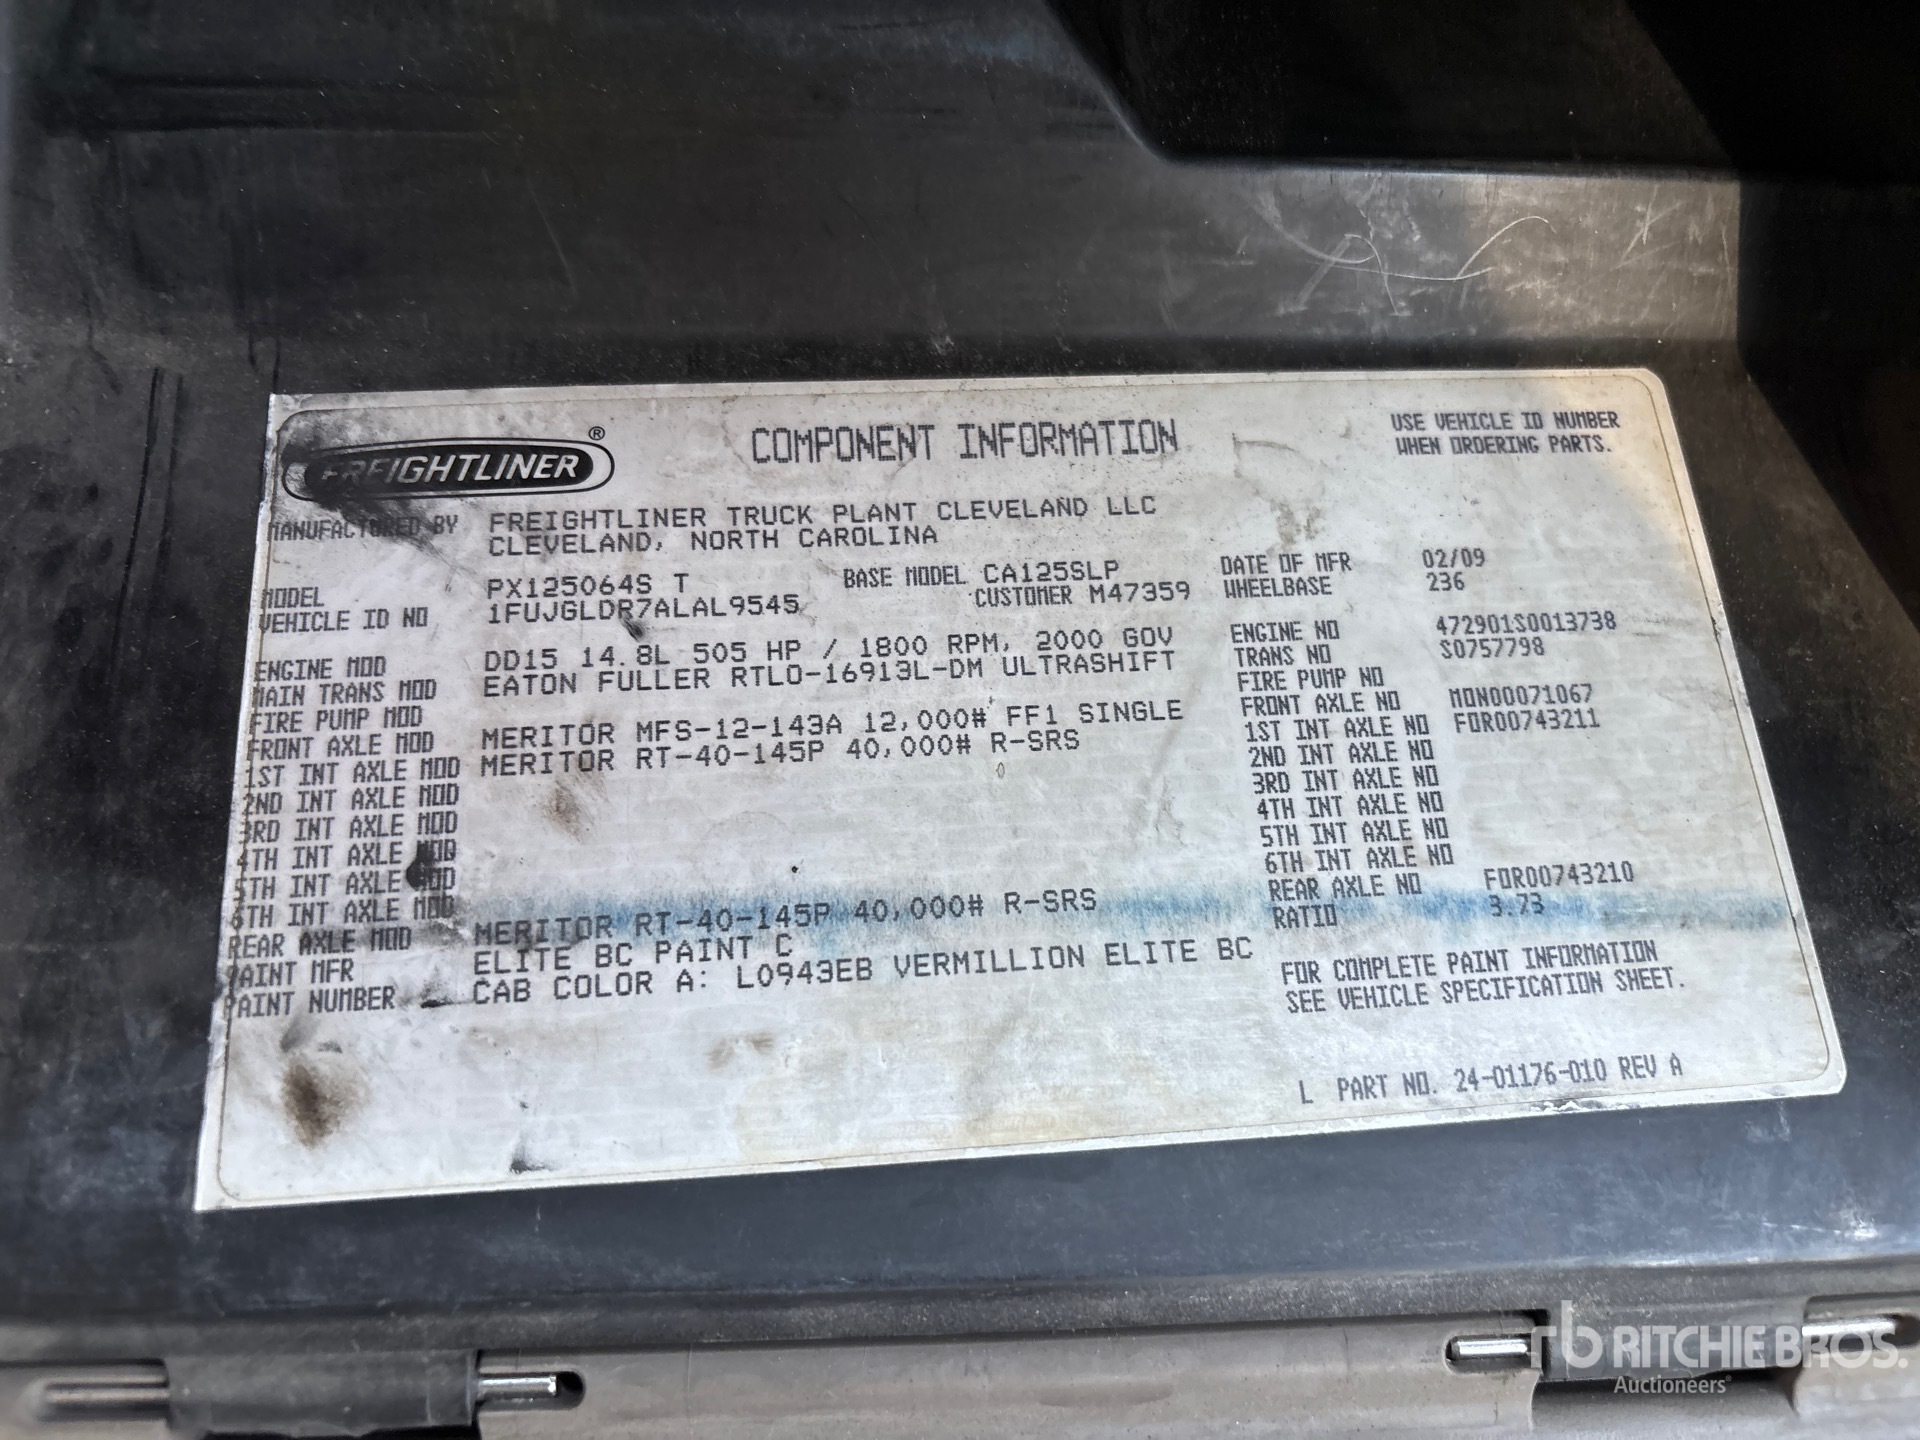 FREIGHTLINER®
COMPONENT INFORMATION
USE VEHICLE ID NUMBER
WHEN ORDERING PARTS.
MANUFACTURED BY FREIGHTLINER TRUCK PLANT CLEVELAND LLC
CLEVELAND, NORTH CAROLINA
MODEL PX125064S T BASE MODEL CA125SLP DATE OF MFR 02/09
VEHICLE ID NO 1FUJGLDR7ALAL9545 CUSTOMER M47359 WHEELBASE 236
ENGINE MOD DD15 14.8L 505 HP / 1800 RPM, 2000 GOV ENGINE NO 472901S0013738
MAIN TRANS MOD EATON FULLER RTLO-16913L-DM ULTRASHIFT TRANS NO S0757798
FIRE PUMP MOD FIRE PUMP NO
FRONT AXLE MOD MERITOR MFS-12-143A 12,000# FF1 SINGLE FRONT AXLE NO MON00071067
1ST INT AXLE MOD MERITOR RT-40-145P 40,000# R-SRS 1ST INT AXLE NO FOR00743211
2ND INT AXLE MOD 2ND INT AXLE NO
3RD INT AXLE MOD 3RD INT AXLE NO
4TH INT AXLE MOD 4TH INT AXLE NO
5TH INT AXLE MOD 5TH INT AXLE NO
6TH INT AXLE MOD 6TH INT AXLE NO
REAR AXLE MOD MERITOR RT-40-145P 40,000# R-SRS REAR AXLE NO FOR00743210
RATIO 3.73
PAINT MFR ELITE BC PAINT C
PAINT NUMBER CAB COLOR A: L0943EB VERMILLION ELITE BC
FOR COMPLETE PAINT INFORMATION
SEE VEHICLE SPECIFICATION SHEET.
L PART NO. 24-01176-010 REV A
rb RITCHIE BROS.
Auctioneers